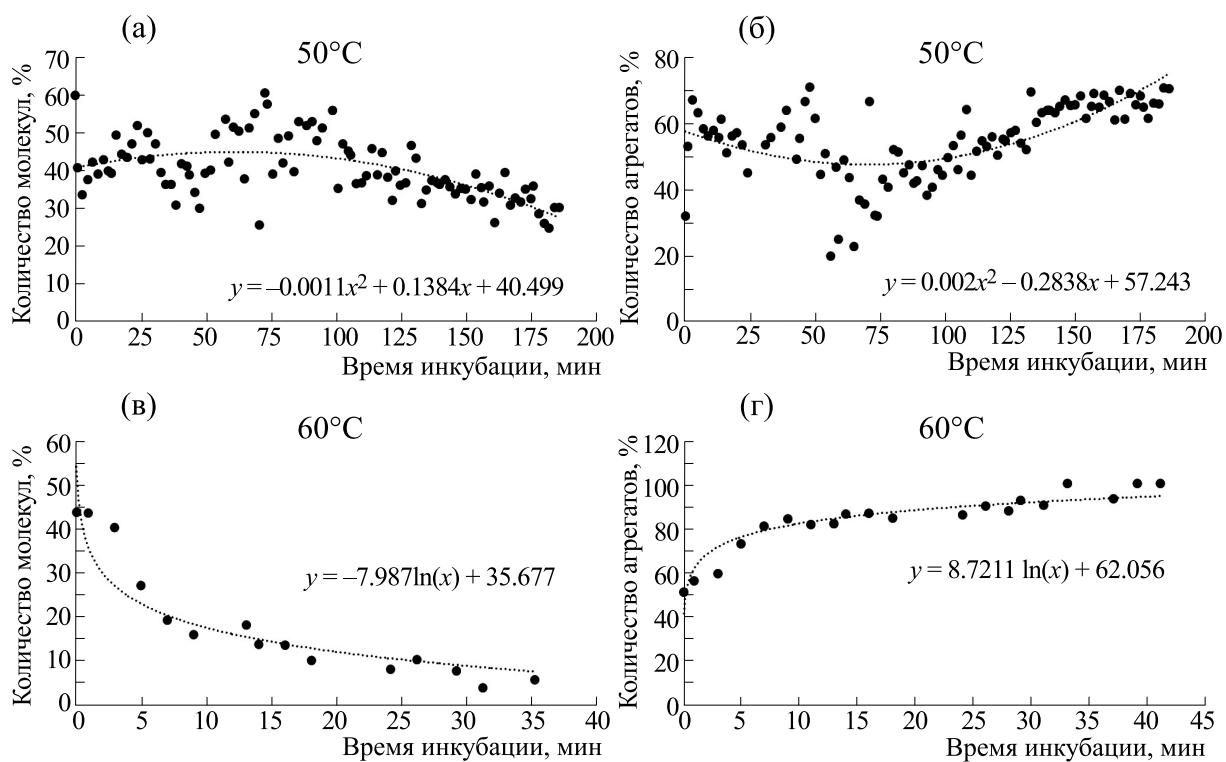 (а)
50°C
Количество молекул, %
70
60
50
40
30
20
10
0
y = –0.0011x² + 0.1384x + 40.499
0 25 50 75 100 125 150 175 200
Время инкубации, мин
(б)
50°C
Количество агрегатов, %
80
60
40
20
0
y = 0.002x² – 0.2838x + 57.243
0 25 50 75 100 125 150 175 200
Время инкубации, мин
(в)
60°C
Количество молекул, %
60
50
40
30
20
10
0
y = –7.987ln(x) + 35.677
0 5 10 15 20 25 30 35 40
Время инкубации, мин
(г)
60°C
Количество агрегатов, %
120
100
80
60
40
20
0
y = 8.7211 ln(x) + 62.056
0 5 10 15 20 25 30 35 40 45
Время инкубации, мин